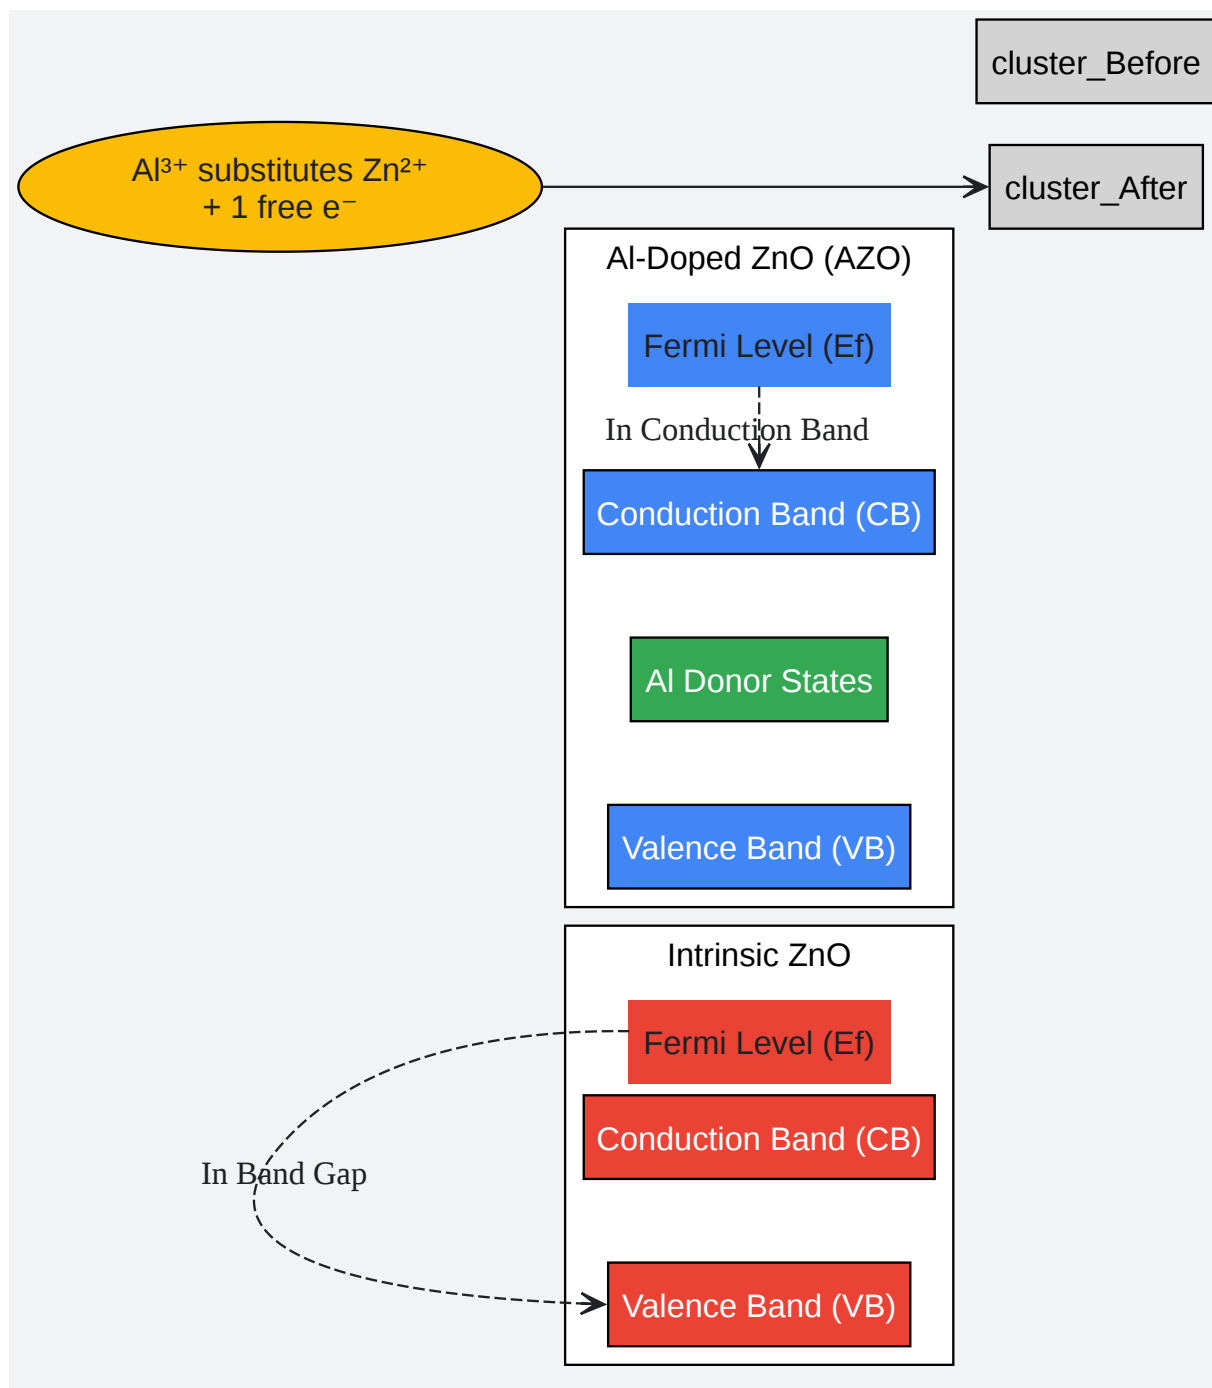 cluster_Before
Al³⁺ substitutes Zn²⁺
+ 1 free e⁻
cluster_After
Al-Doped ZnO (AZO)
Fermi Level (Ef)
In Conduction Band
Conduction Band (CB)
Al Donor States
Valence Band (VB)
Intrinsic ZnO
Fermi Level (Ef)
Conduction Band (CB)
In Band Gap
Valence Band (VB)